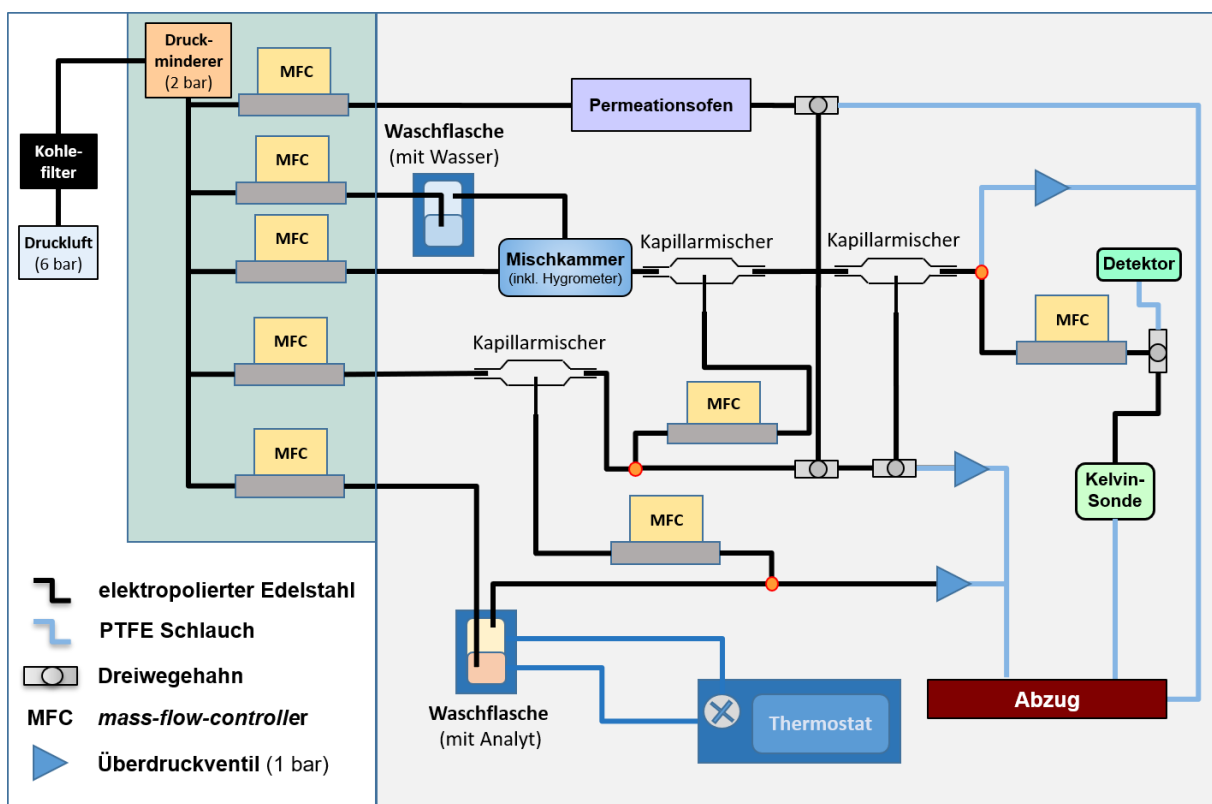 Druck-
minderer
(2 bar)
MFC
Permeationsofen
Waschflasche
(mit Wasser)
Kohle-
filter
MFC
Druckluft
(6 bar)
MFC
Mischkammer
(inkl. Hygrometer)
Kapillarmischer
Kapillarmischer
Detektor
MFC
MFC
Kapillarmischer
MFC
MFC
Kelvin-
Sonde
MFC
elektropolierter Edelstahl
PTFE Schlauch
Dreiwegehahn
MFC mass-flow-controller
Überdruckventil (1 bar)
Waschflasche
(mit Analyt)
Thermostat
Abzug